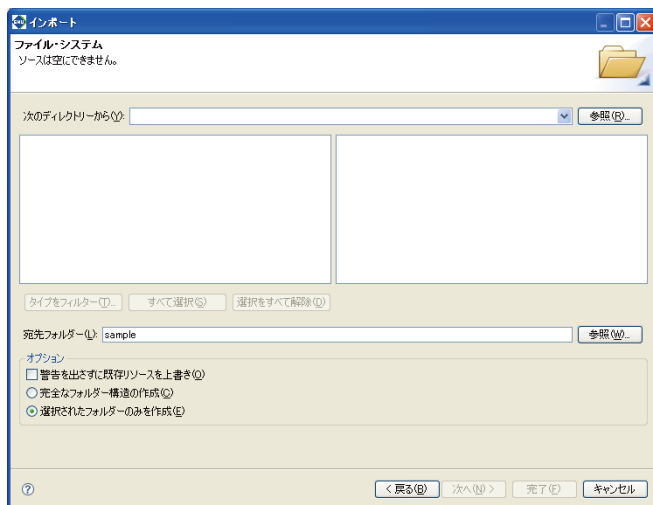 インポート
ファイル・システム
ソースは空にできません。
次のディレクトリーから(Y):
参照(R)...
タイプをフィルター(T)... すべて選択(S) 選択をすべて解除(D)
宛先フォルダー(L): sample 参照(W)...
オプション
警告を出さずに既存リソースを上書き(O)
完全なフォルダー構造の作成(C)
選択されたフォルダーのみを作成(E)
? < 戻る(B) 次へ(N) > 完了(F) キャンセル